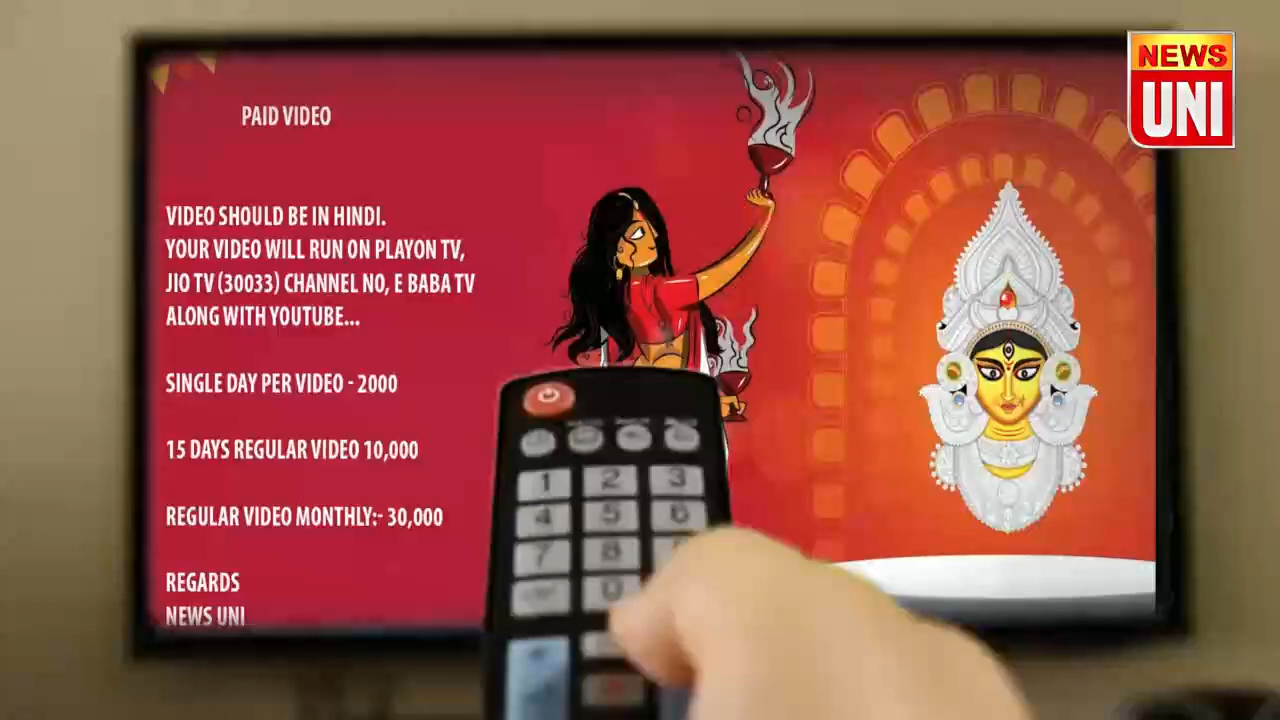 NEWS
UNI
PAID VIDEO
VIDEO SHOULD BE IN HINDI.
YOUR VIDEO WILL RUN ON PLAYON TV,
JIO TV (30033) CHANNEL NO, E BABA TV
ALONG WITH YOUTUBE...
SINGLE DAY PER VIDEO - 2000
15 DAYS REGULAR VIDEO 10,000
REGULAR VIDEO MONTHLY:- 30,000
REGARDS
NEWS UNI
1 2 3
4 5 6
7 8
0